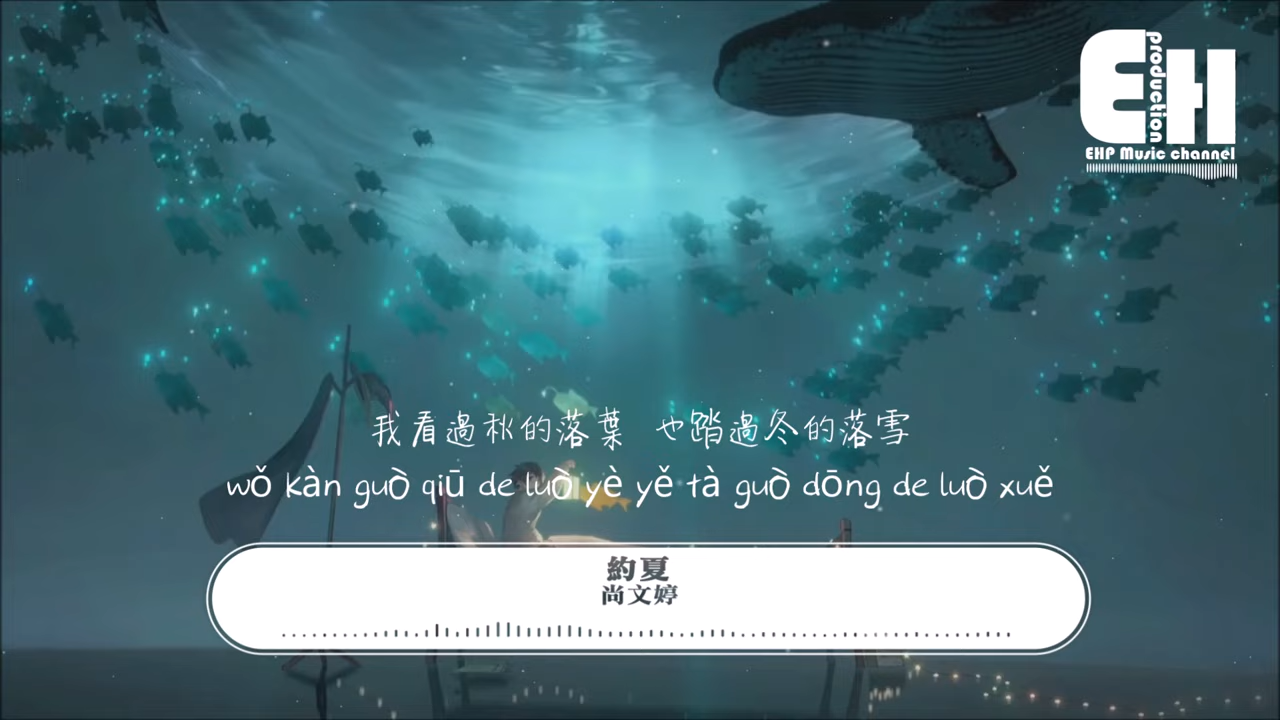 EH
production
EHP Music channel
我看過秋的落葉 也踏過冬的落雪
wǒ kàn guò qiū de luò yè yě tà guò dōng de luò xuě
約夏
尚文婷